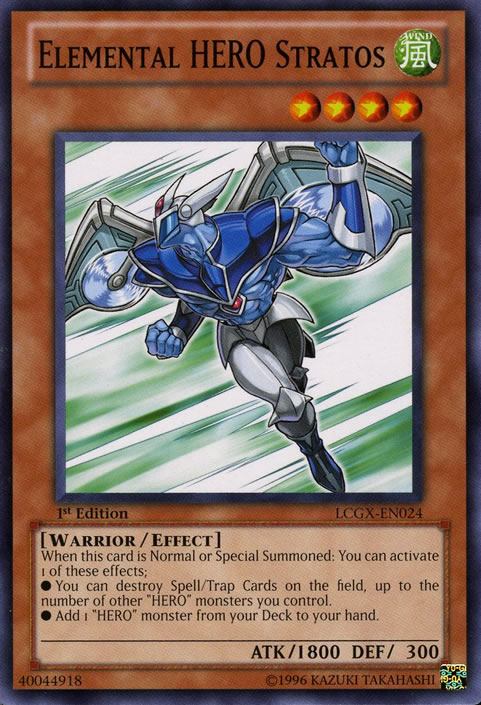 ELEMENTAL HERO STRATOS
WIND
風
1st Edition
LCGX-EN024
[WARRIOR / EFFECT]
When this card is Normal or Special Summoned: You can activate
1 of these effects;
● You can destroy Spell/Trap Cards on the field, up to the
number of other "HERO" monsters you control.
● Add 1 "HERO" monster from your Deck to your hand.
ATK/1800 DEF/ 300
40044918
©1996 KAZUKI TAKAHASHI